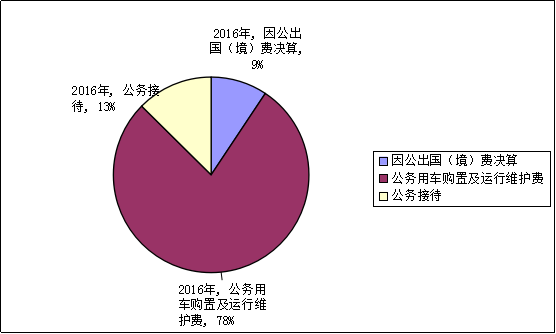 2016年, 因公出
国（境）费决算,
9%
2016年, 公务接
待, 13%
因公出国（境）费决算
公务用车购置及运行维护费
公务接待
2016年, 公务用
车购置及运行维
护费, 78%